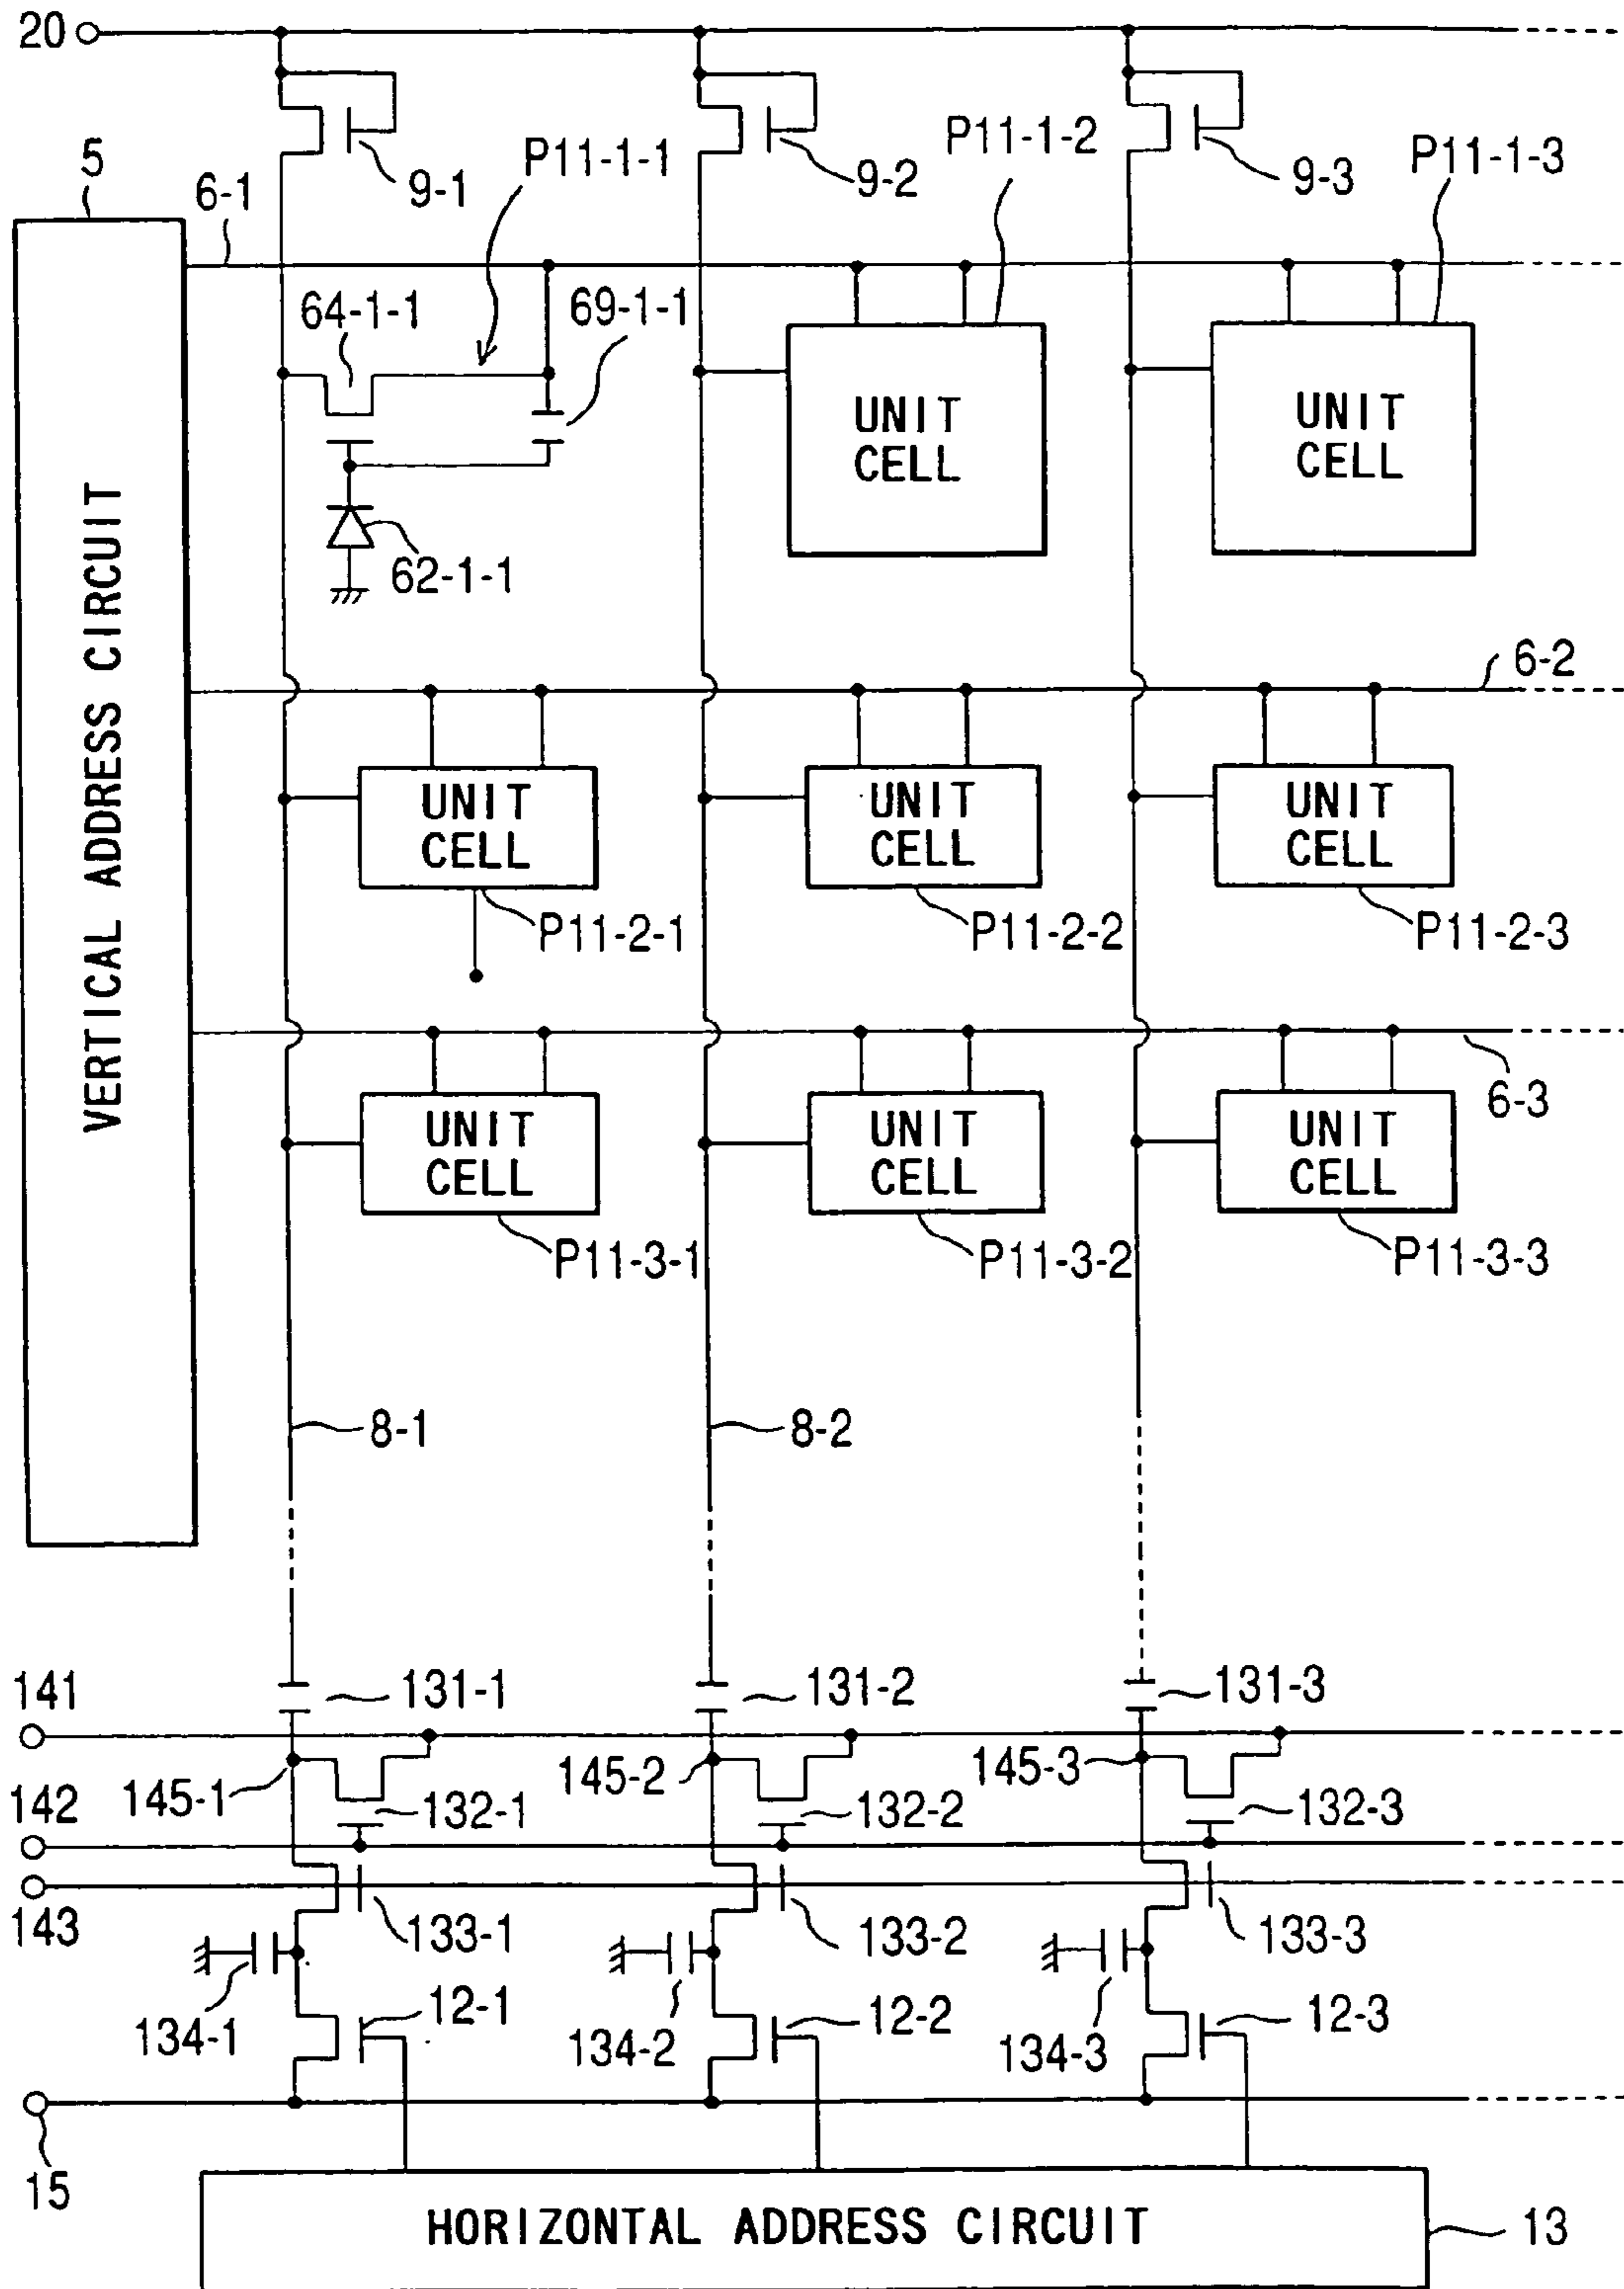 20
9-1
9-2
9-3
P11-1-1
P11-1-2
P11-1-3
5
6-1
64-1-1
69-1-1
62-1-1
UNIT
CELL
UNIT
CELL
VERTICAL ADDRESS CIRCUIT
6-2
UNIT
CELL
UNIT
CELL
UNIT
CELL
P11-2-1
P11-2-2
P11-2-3
6-3
UNIT
CELL
UNIT
CELL
UNIT
CELL
P11-3-1
P11-3-2
P11-3-3
8-1
8-2
141
131-1
131-2
131-3
145-1
145-2
145-3
142
132-1
132-2
132-3
143
133-1
133-2
133-3
134-1
134-2
134-3
12-1
12-2
12-3
15
HORIZONTAL ADDRESS CIRCUIT
13